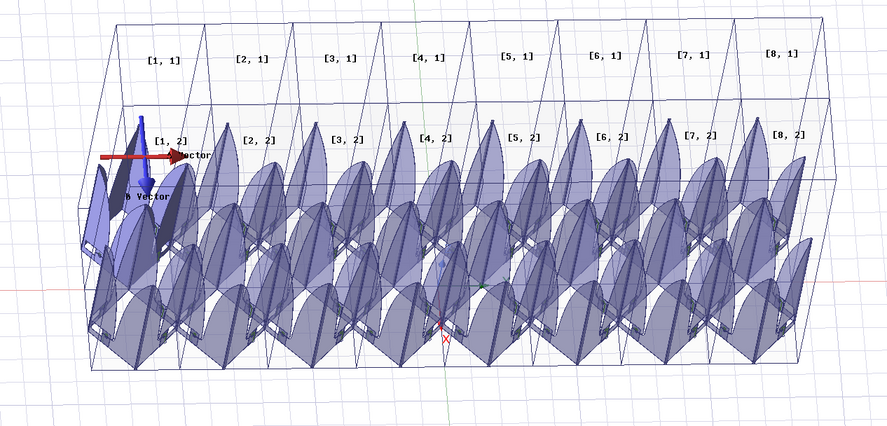 [1, 1] [2, 1] [3, 1] [4, 1] [5, 1] [6, 1] [7, 1] [8, 1]
[1, 2] [2, 2] [3, 2] [4, 2] [5, 2] [6, 2] [7, 2] [8, 2]
Vector
B Vector
X